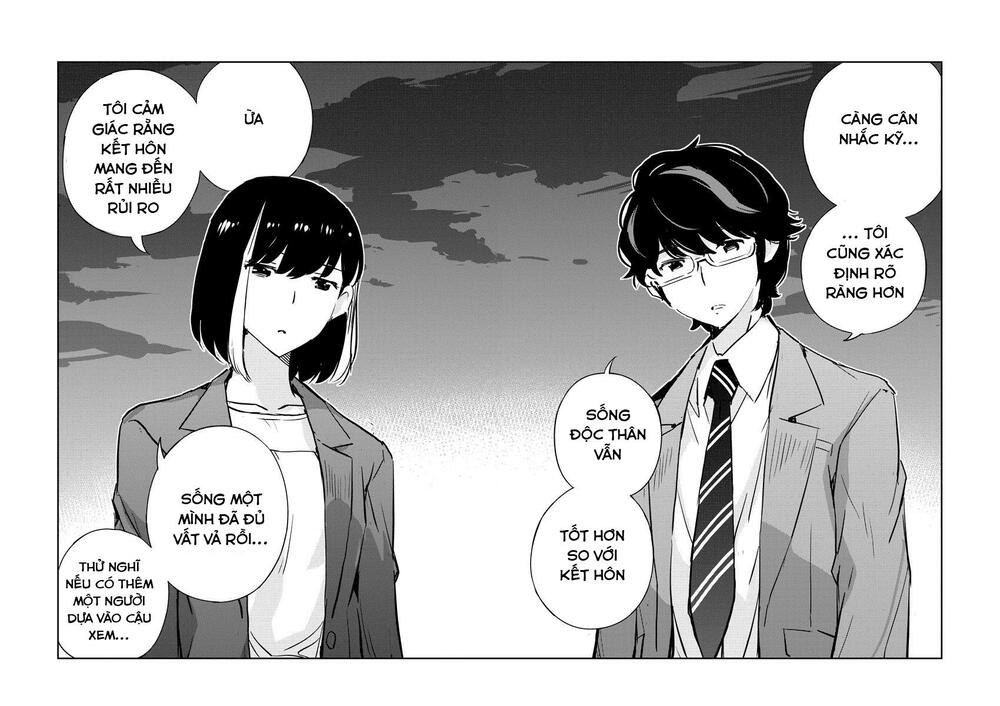 CÀNG CÂN
NHẮC KỸ...
... TÔI
CŨNG XÁC
ĐỊNH RÕ
RÀNG HƠN
SỐNG
ĐỘC THÂN
VẪN
TỐT HƠN
SO VỚI
KẾT HÔN
ỪA
TÔI CẢM
GIÁC RẰNG
KẾT HÔN
MANG ĐẾN
RẤT NHIỀU
RỦI RO
SỐNG MỘT
MÌNH ĐÃ ĐỦ
VẤT VẢ RỒI...
THỬ NGHĨ
NẾU CÓ THÊM
MỘT NGƯỜI
DỰA VÀO CẬU
XEM...